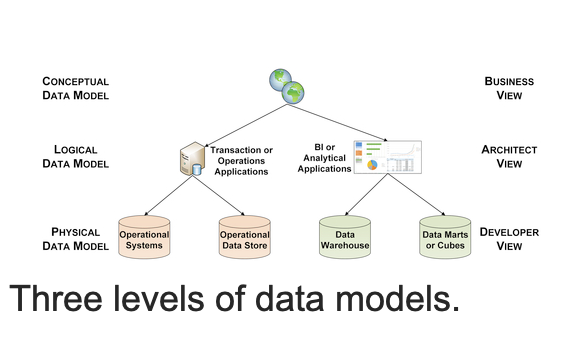 CONCEPTUAL
DATA MODEL
BUSINESS
VIEW
LOGICAL
DATA MODEL
Transaction or
Operations
Applications
BI or
Analytical
Applications
ARCHITECT
VIEW
PHYSICAL
DATA MODEL
Operational
Systems
Operational
Data Store
Data
Warehouse
Data Marts
or Cubes
DEVELOPER
VIEW
Three levels of data models.